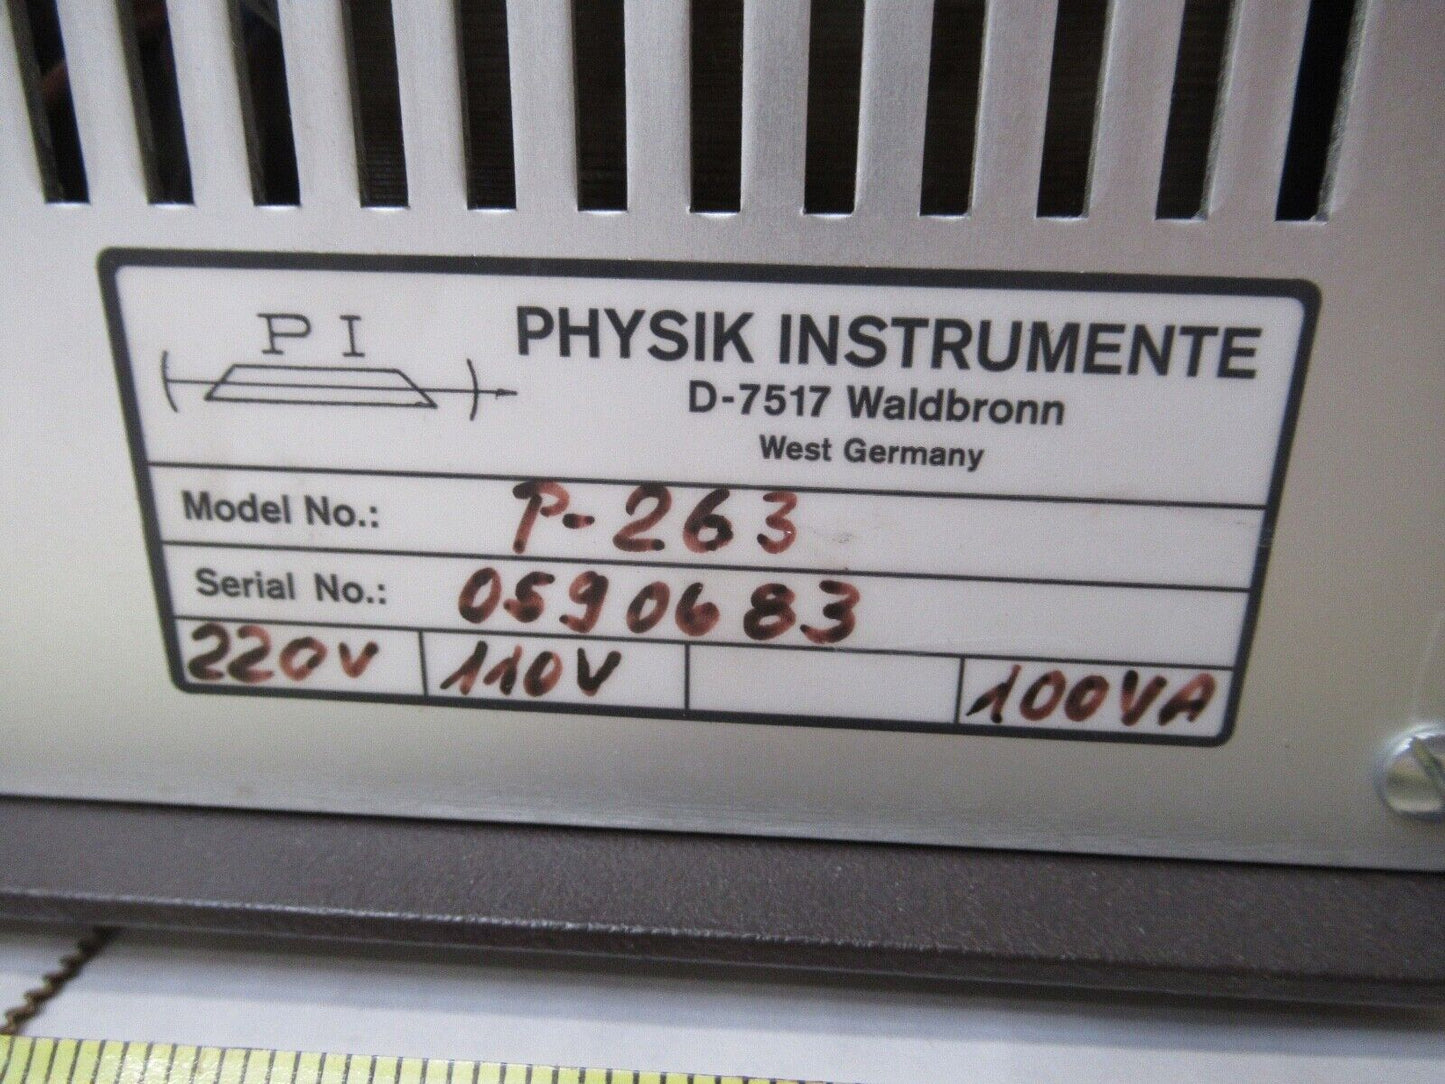 PI
PHYSIK INSTRUMENTE
D-7517 Waldbronn
West Germany
Model No.: P-263
Serial No.: 0590683
220V 110V 100VA